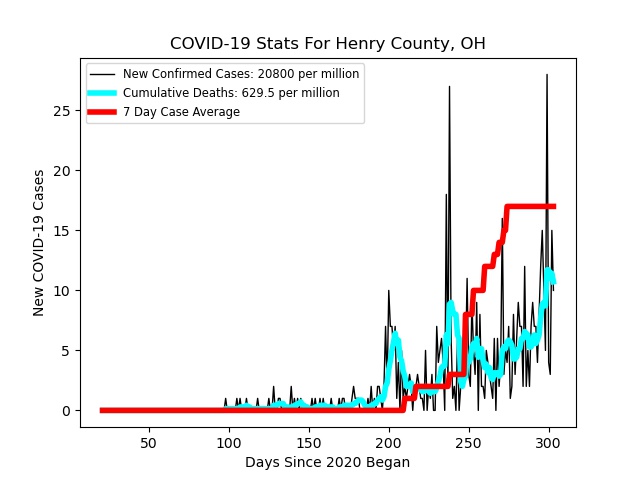 COVID-19 Stats For Henry County, OH
New Confirmed Cases: 20800 per million
Cumulative Deaths: 629.5 per million
7 Day Case Average
25
20
15
10
5
0
New COVID-19 Cases
50 100 150 200 250 300
Days Since 2020 Began